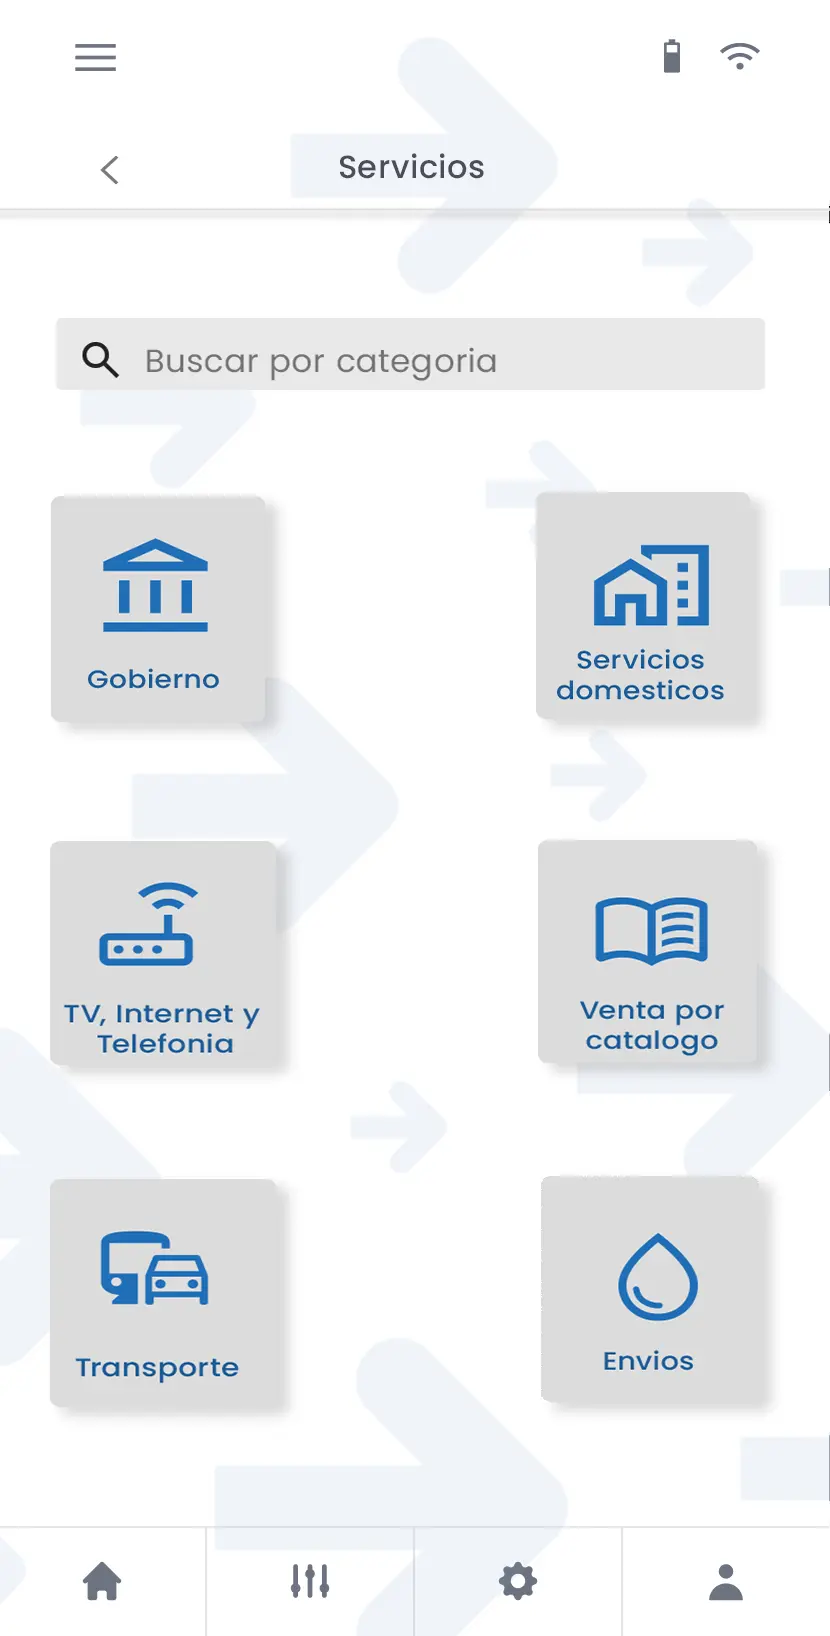 Servicios
Buscar por categoria
Gobierno
Servicios
domesticos
TV, Internet y
Telefonia
Venta por
catalogo
Transporte
Envios